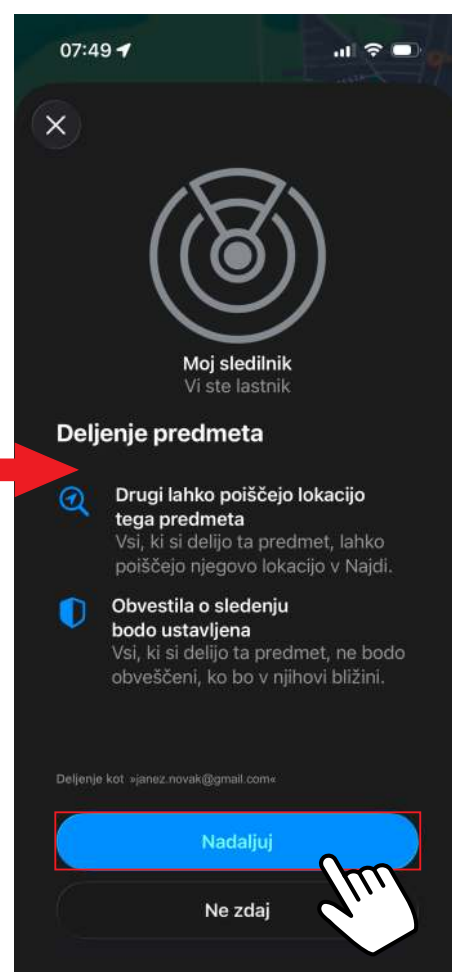 07:49
Moj sledilnik
Vi ste lastnik
Deljenje predmeta
Drugi lahko poiščejo lokacijo
tega predmeta
Vsi, ki si delijo ta predmet, lahko
poiščejo njegovo lokacijo v Najdi.
Obvestila o sledenju
bodo ustavljena
Vsi, ki si delijo ta predmet, ne bodo
obveščeni, ko bo v njihovi bližini.
Deljenje kot »janez.novak@gmail.com«
Nadaljuj
Ne zdaj